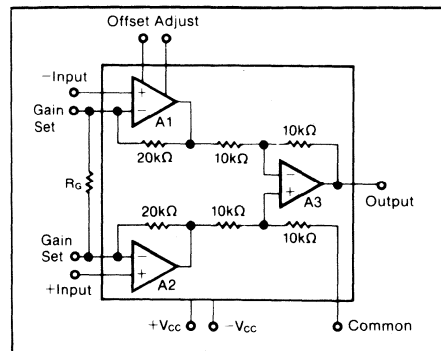 Offset Adjust
−Input
Gain
Set
A1
20kΩ
10kΩ
10kΩ
RG
A3
Output
20kΩ
10kΩ
10kΩ
Gain
Set
A2
+Input
+VCC
−VCC
Common